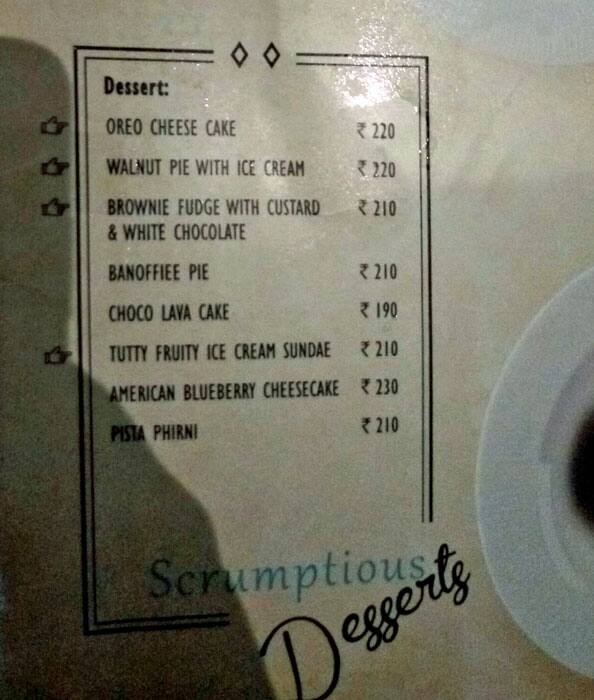 Dessert:
OREO CHEESE CAKE ₹ 220
WALNUT PIE WITH ICE CREAM ₹ 220
BROWNIE FUDGE WITH CUSTARD ₹ 210
& WHITE CHOCOLATE
BANOFFIEE PIE ₹ 210
CHOCO LAVA CAKE ₹ 190
TUTTY FRUITY ICE CREAM SUNDAE ₹ 210
AMERICAN BLUEBERRY CHEESECAKE ₹ 230
PISTA PHIRNI ₹ 210
Scrumptious
Desserts